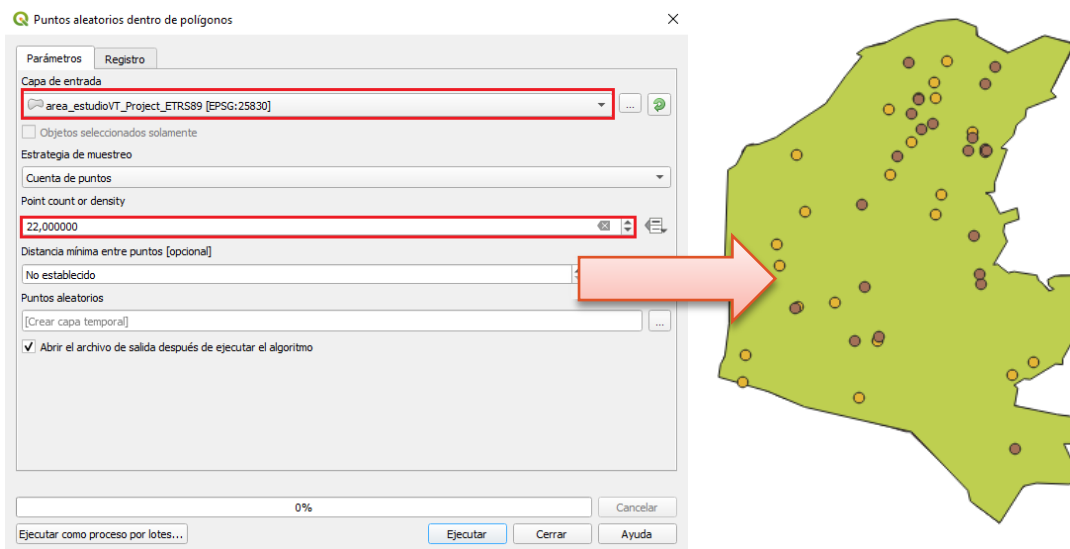 Puntos aleatorios dentro de polígonos
Parámetros Registro
Capa de entrada
area_estudioVT_Project_ETRS89 [EPSG:25830]
...
Objetos seleccionados solamente
Estrategia de muestreo
Cuenta de puntos
Point count or density
22,000000
Distancia mínima entre puntos [opcional]
No establecido
Puntos aleatorios
[Crear capa temporal]
...
Abrir el archivo de salida después de ejecutar el algoritmo
0%
Cancelar
Ejecutar como proceso por lotes...
Ejecutar
Cerrar
Ayuda